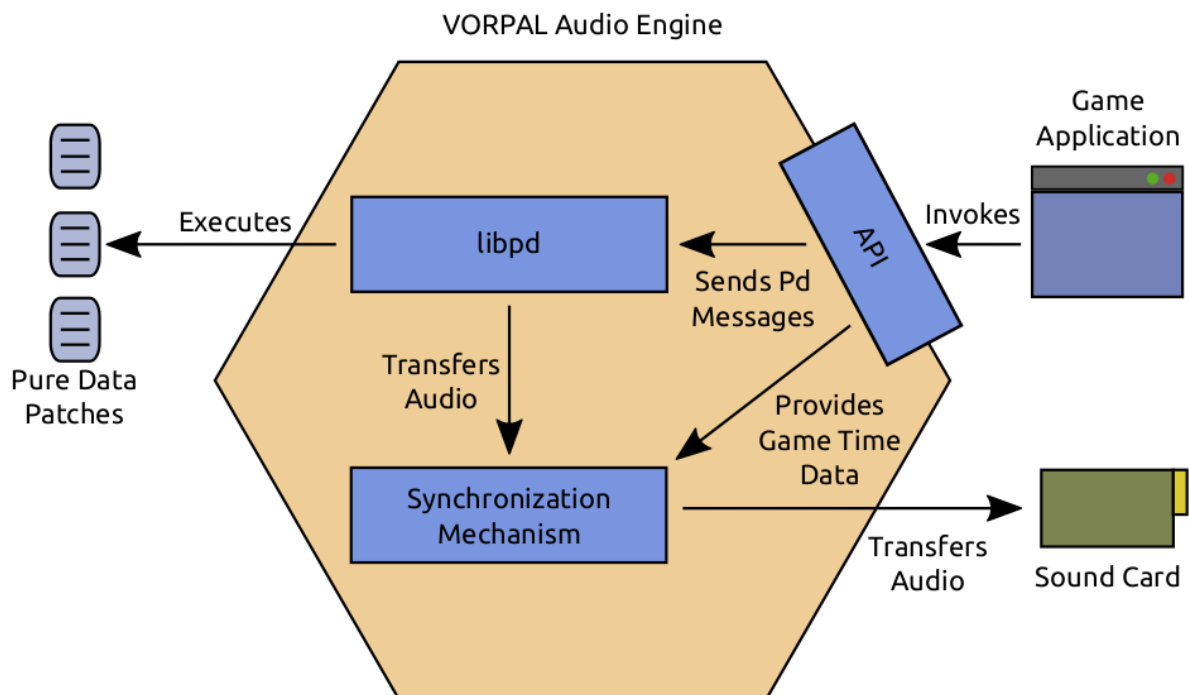 VORPAL Audio Engine
Game
Application
Executes
libpd
API
Invokes
Sends Pd
Messages
Pure Data
Patches
Transfers
Audio
Provides
Game Time
Data
Synchronization
Mechanism
Transfers
Audio
Sound Card